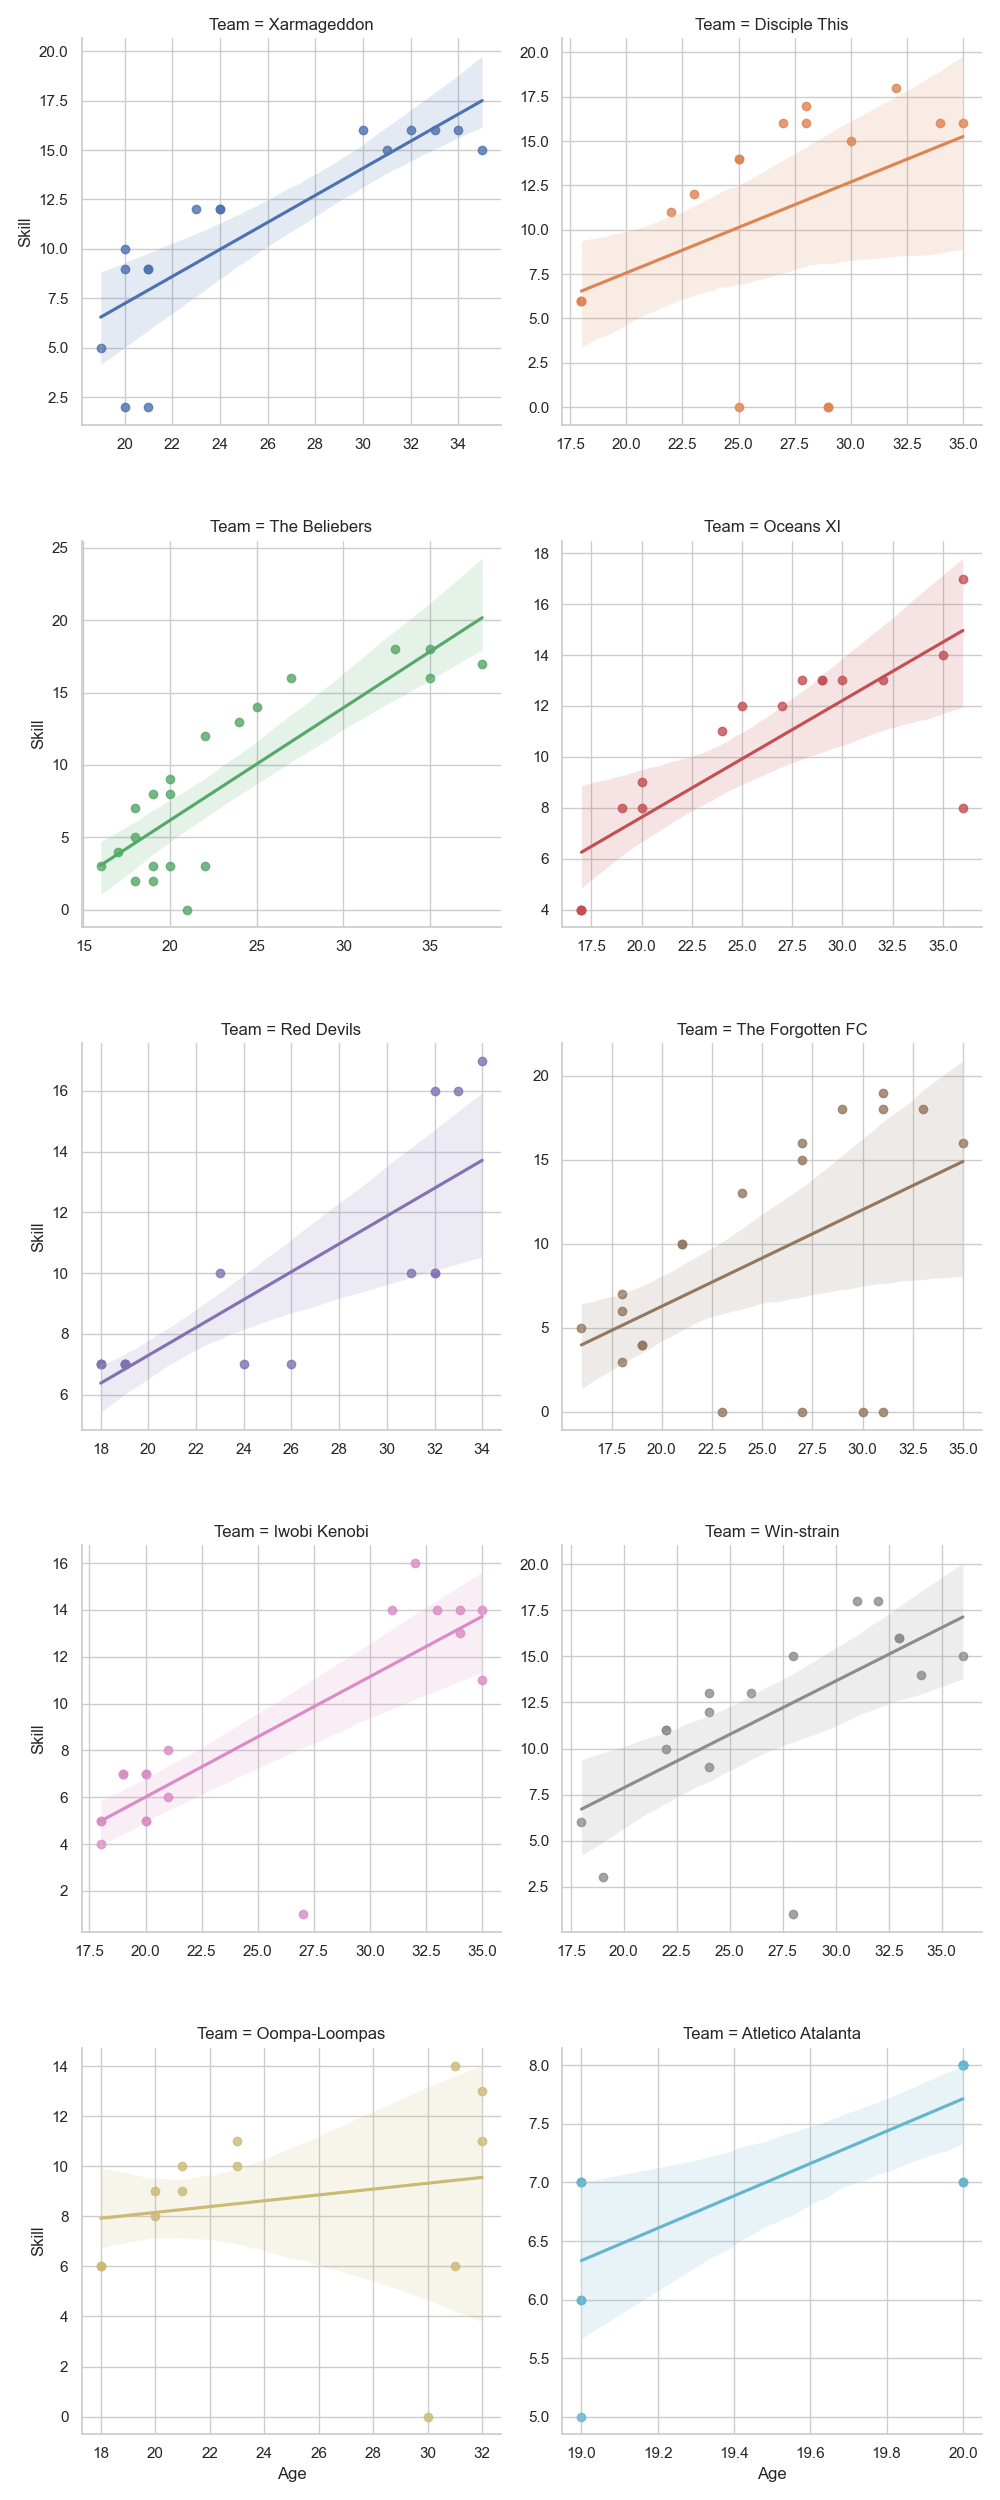 Team = Xarmageddon
Team = Disciple This
20.0
17.5
15.0
12.5
10.0
7.5
5.0
2.5
Skill
20 22 24 26 28 30 32 34
20.0
17.5
15.0
12.5
10.0
7.5
5.0
2.5
0.0
17.5 20.0 22.5 25.0 27.5 30.0 32.5 35.0
Team = The Beliebers
Team = Oceans XI
25
20
15
10
5
0
Skill
15 20 25 30 35
18
16
14
12
10
8
6
4
17.5 20.0 22.5 25.0 27.5 30.0 32.5 35.0
Team = Red Devils
Team = The Forgotten FC
16
14
12
10
8
6
Skill
18 20 22 24 26 28 30 32 34
20
15
10
5
0
17.5 20.0 22.5 25.0 27.5 30.0 32.5 35.0
Team = Iwobi Kenobi
Team = Win-strain
16
14
12
10
8
6
4
2
Skill
17.5 20.0 22.5 25.0 27.5 30.0 32.5 35.0
20.0
17.5
15.0
12.5
10.0
7.5
5.0
2.5
17.5 20.0 22.5 25.0 27.5 30.0 32.5 35.0
Team = Oompa-Loompas
Team = Atletico Atalanta
14
12
10
8
6
4
2
0
Skill
18 20 22 24 26 28 30 32
Age
8.0
7.5
7.0
6.5
6.0
5.5
5.0
19.0 19.2 19.4 19.6 19.8 20.0
Age